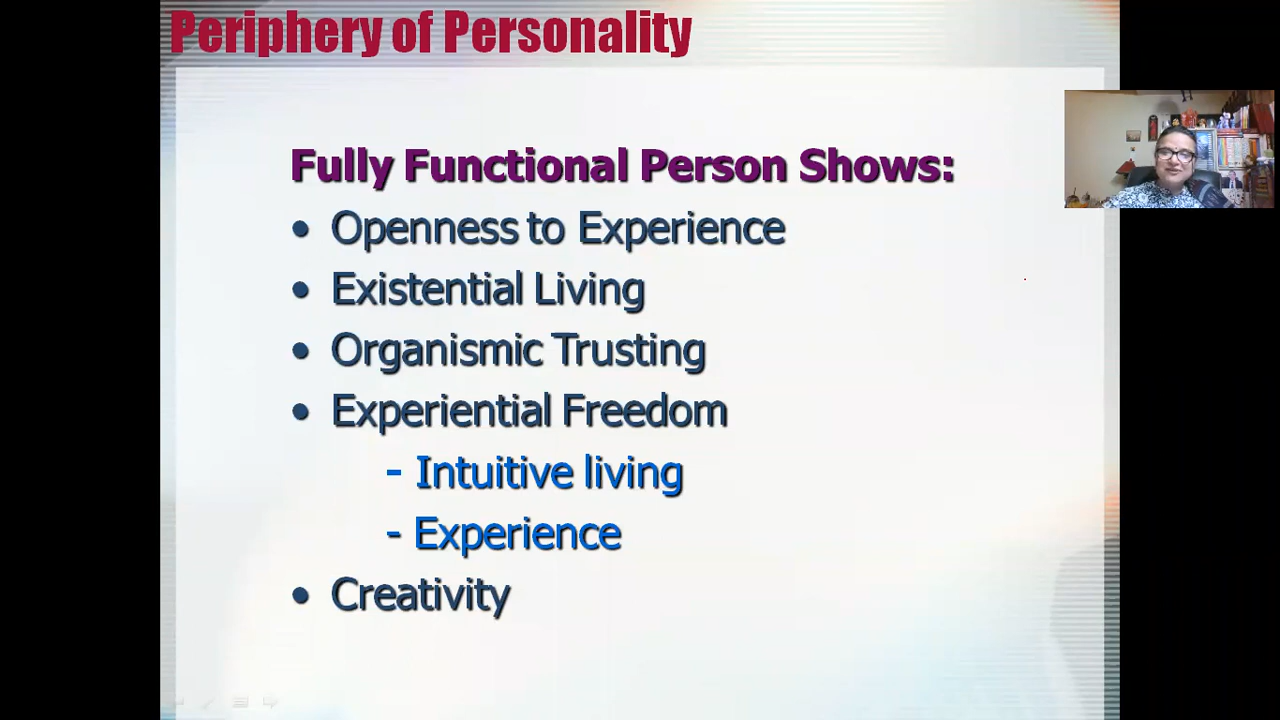 Periphery of Personality
Fully Functional Person Shows:
• Openness to Experience
• Existential Living
• Organismic Trusting
• Experiential Freedom
- Intuitive living
- Experience
• Creativity